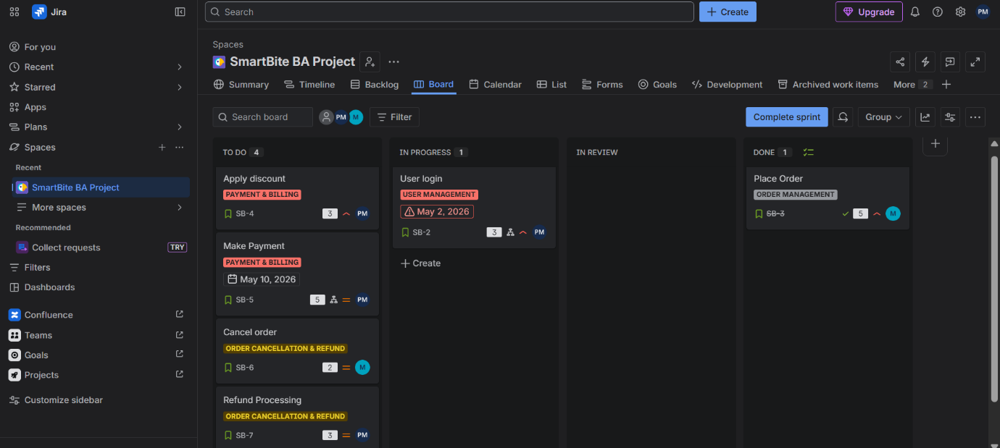 Jira
Search
Create
Upgrade
PM
For you
Recent
Starred
Apps
Plans
Spaces
Recent
SmartBite BA Project
More spaces
Recommended
Collect requests TRY
Filters
Dashboards
Confluence
Teams
Goals
Projects
Customize sidebar
Spaces
SmartBite BA Project
Summary Timeline Backlog Board Calendar List Forms Goals Development Archived work items More 2
Search board PM M Filter Complete sprint Group
TO DO 4
Apply discount
PAYMENT & BILLING
SB-4 3 PM
Make Payment
PAYMENT & BILLING
May 10, 2026
SB-5 5 PM
Cancel order
ORDER CANCELLATION & REFUND
SB-6 2 M
Refund Processing
ORDER CANCELLATION & REFUND
SB-7 3 PM
IN PROGRESS 1
User login
USER MANAGEMENT
May 2, 2026
SB-2 3 PM
Create
IN REVIEW
DONE 1
Place Order
ORDER MANAGEMENT
SB-3 5 M